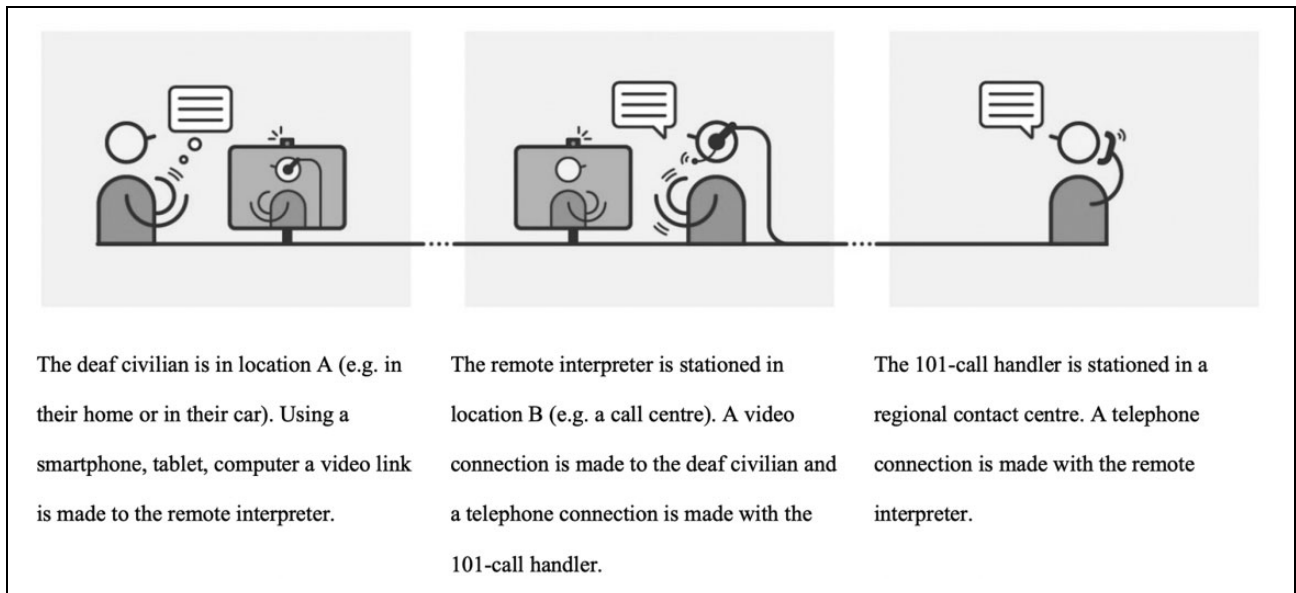 The deaf civilian is in location A (e.g. in
their home or in their car). Using a
smartphone, tablet, computer a video link
is made to the remote interpreter.
The remote interpreter is stationed in
location B (e.g. a call centre). A video
connection is made to the deaf civilian and
a telephone connection is made with the
101-call handler.
The 101-call handler is stationed in a
regional contact centre. A telephone
connection is made with the remote
interpreter.